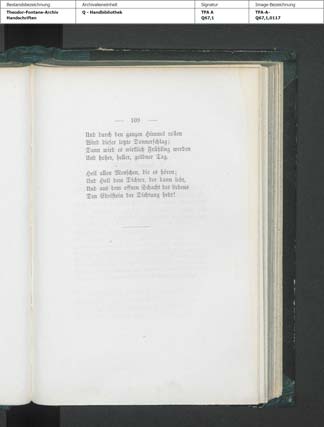 Bestandsbezeichnung
Theodor-Fontane-Archiv
Handschriften
Archivaleneinheit
Q - Handbibliothek
Signatur
TFA A
Q67,1
Image-Bezeichnung
TFA-A-
Q67,1,0117
— 109 —
Und durch den ganzen Himmel rollen
Wird dieser letzte Donnerschlag;
Dann wird es wirklich Frühling werden
Und hoher, heller, goldner Tag.
Heil allen Menschen, die es hören;
Und Heil dem Dichter, der dann lebt,
Und aus dem offnen Schacht des Lebens
Den Edelstein der Dichtung hebt!